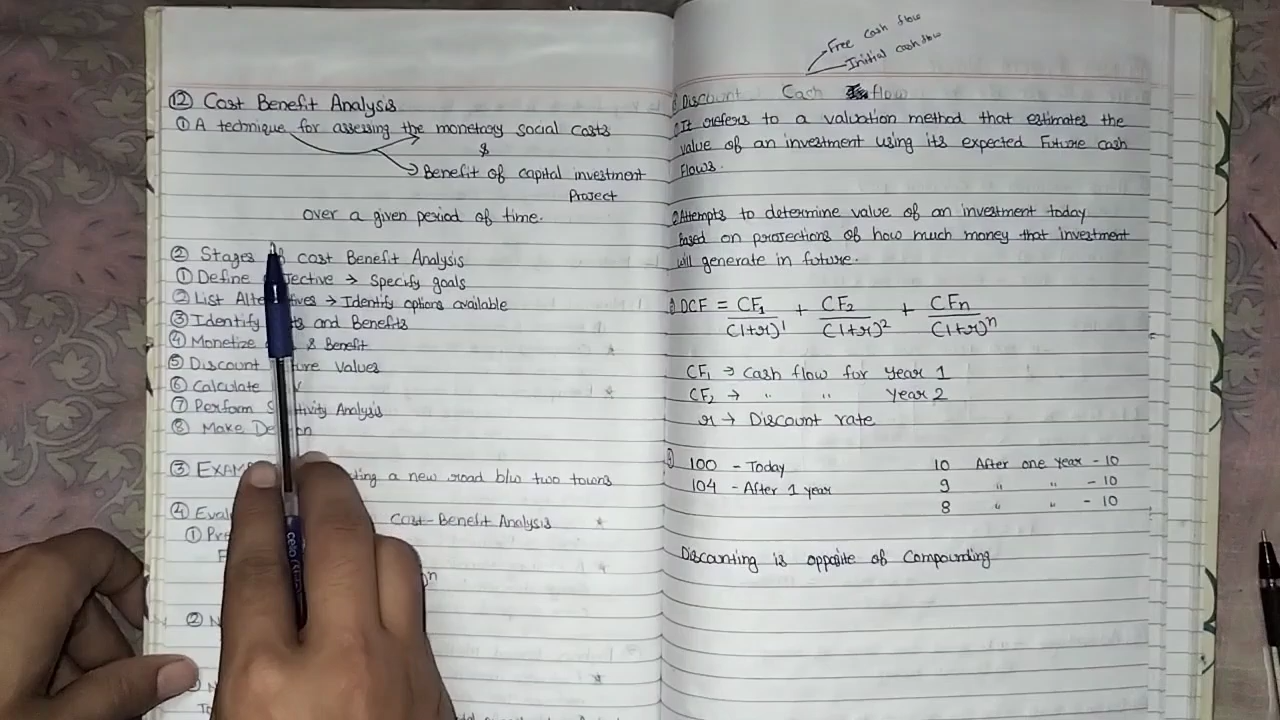 ⑫ Cost Benefit Analysis
① A technique for assessing the monetary social costs
&
Benefit of capital investment
Project
over a given period of time.
② Stages of cost Benefit Analysis
① Define objective → Specify goals
② List Alternatives → Identify options available
③ Identify and Benefits
④ Monetize & Benefit
⑤ Discount Values
⑥ Calculate
⑦ Perform Analysis
⑧ Make
③ a new road b/w two towns
④ Cost-Benefit Analysis
①
②
Free cash flow
Initial cash flow
Discount Cash flow
It refers to a valuation method that estimates the
value of an investment using its expected Future cash
Flows.
Attempts to determine value of an investment today
Based on projections of how much money that investment
will generate in future.
DCF = CF₁/(1+r)¹ + CF₂/(1+r)² + CFn/(1+r)ⁿ
CF₁ → Cash flow for year 1
CF₂ → " " Year 2
r → Discount rate
100 - Today 10 After one year - 10
104 - After 1 year 9 " " - 10
8 " " - 10
Discounting is opposite of Compounding